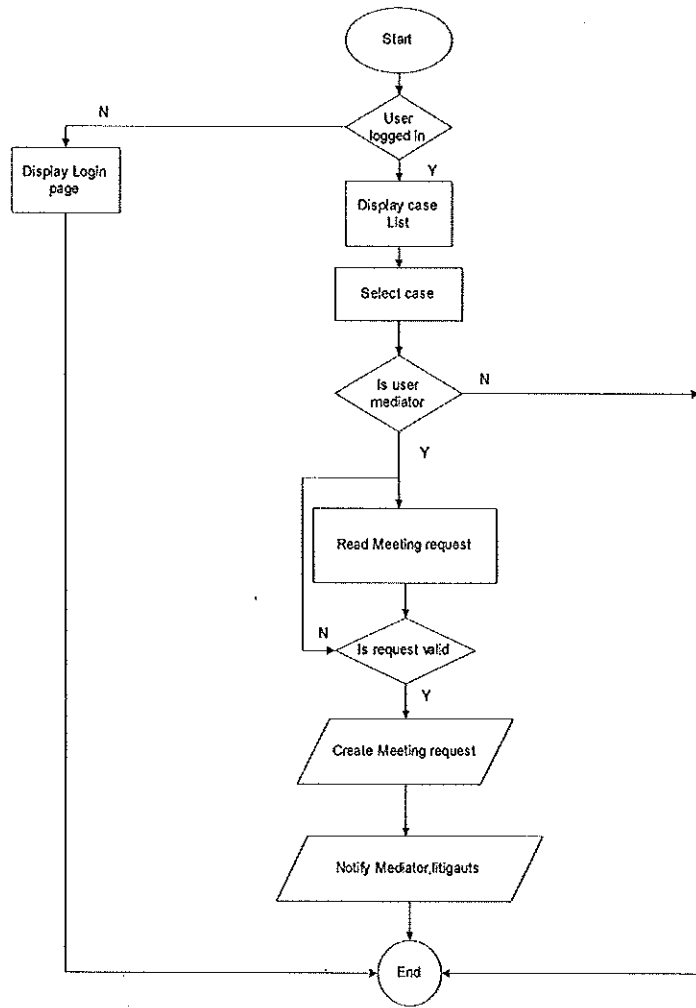 Start
N
User
logged in
Display Login
page
Y
Display case
List
Select case
Is user
mediator
N
Y
Read Meeting request
N
Is request valid
Y
Create Meeting request
Notify Mediator,litigauts
End